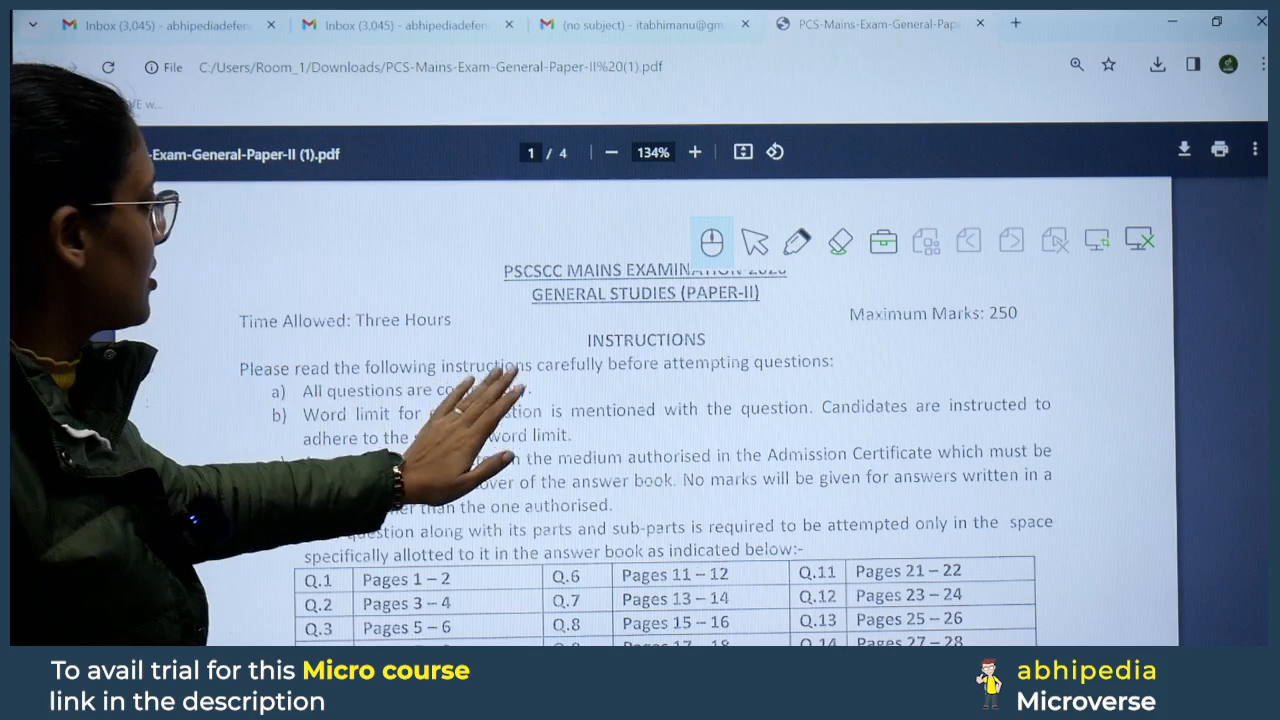 Inbox (3,045) - abhipediadefen
Inbox (3,045) - abhipediadefen
(no subject) - itabhimanu@gm
PCS-Mains-Exam-General-Pape
File
C:/Users/Room_1/Downloads/PCS-Mains-Exam-General-Paper-II%20(1).pdf
-Exam-General-Paper-II (1).pdf
1 / 4
134%
PSCSCC MAINS
GENERAL STUDIES (PAPER-II)
Time Allowed: Three Hours
Maximum Marks: 250
INSTRUCTIONS
Please read the following instructions carefully before attempting questions:
a) All questions are
b) Word limit for is mentioned with the question. Candidates are instructed to
adhere to the word limit.
the medium authorised in the Admission Certificate which must be
of the answer book. No marks will be given for answers written in a
than the one authorised.
along with its parts and sub-parts is required to be attempted only in the space
specifically allotted to it in the answer book as indicated below:-
Q.1 Pages 1 – 2 Q.6 Pages 11 – 12 Q.11 Pages 21 – 22
Q.2 Pages 3 – 4 Q.7 Pages 13 – 14 Q.12 Pages 23 – 24
Q.3 Pages 5 – 6 Q.8 Pages 15 – 16 Q.13 Pages 25 – 26
Q.14 Pages 27 – 28
To avail trial for this Micro course
link in the description
abhipedia
Microverse